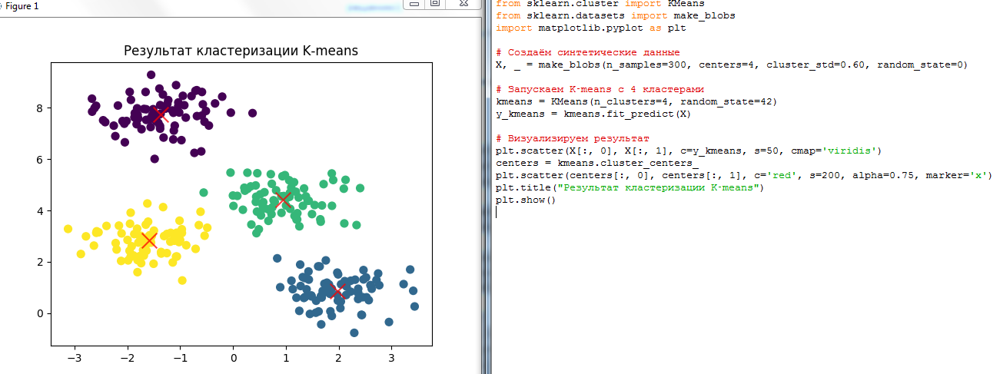 Figure 1
Результат кластеризации K-means
8
6
4
2
0
−3 −2 −1 0 1 2 3
from sklearn.cluster import KMeans
from sklearn.datasets import make_blobs
import matplotlib.pyplot as plt
# Создаём синтетические данные
X, _ = make_blobs(n_samples=300, centers=4, cluster_std=0.60, random_state=0)
# Запускаем K-means с 4 кластерами
kmeans = KMeans(n_clusters=4, random_state=42)
y_kmeans = kmeans.fit_predict(X)
# Визуализируем результат
plt.scatter(X[:, 0], X[:, 1], c=y_kmeans, s=50, cmap='viridis')
centers = kmeans.cluster_centers_
plt.scatter(centers[:, 0], centers[:, 1], c='red', s=200, alpha=0.75, marker='x')
plt.title("Результат кластеризации K-means")
plt.show()